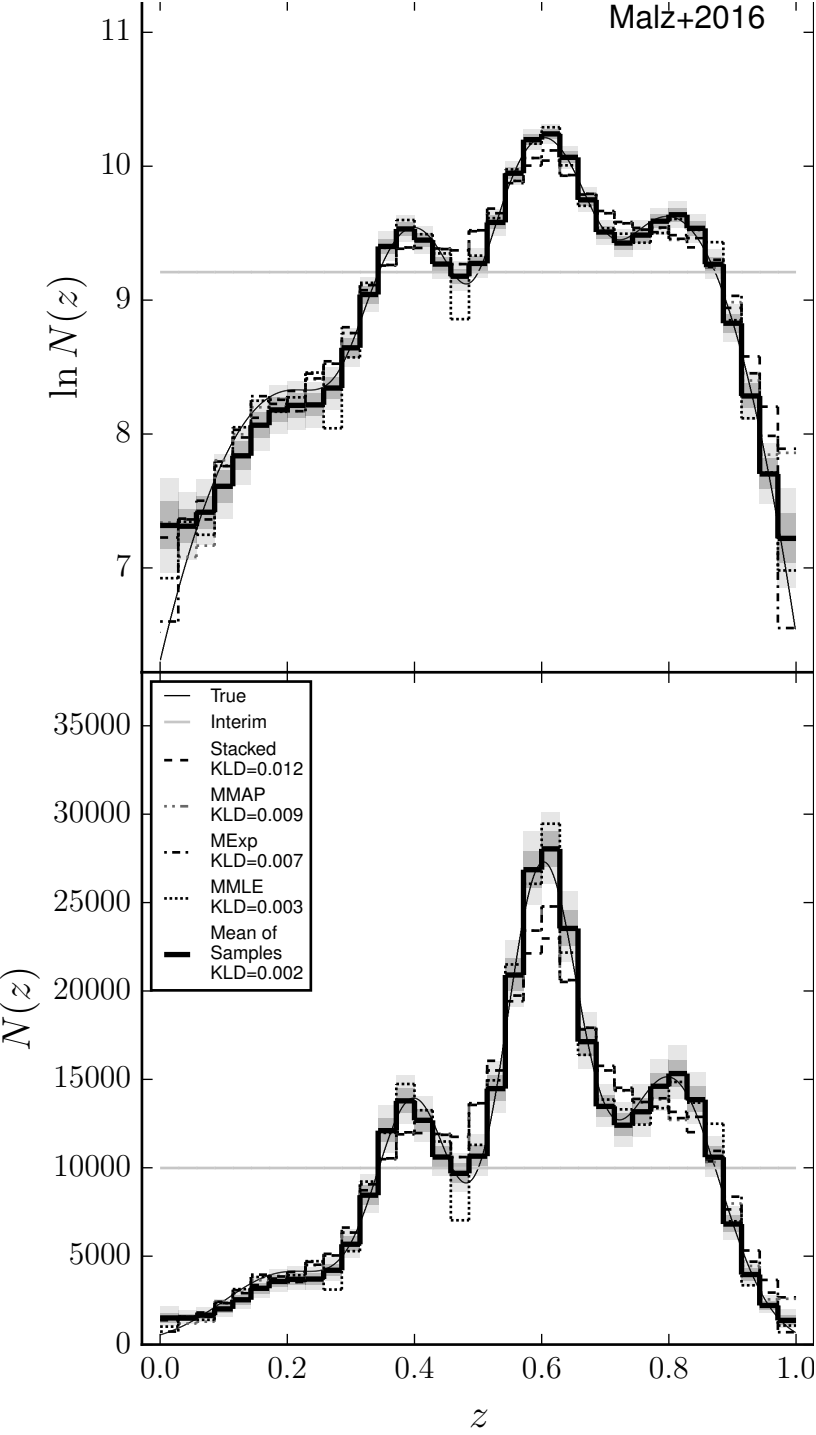 Malz+2016
11
10
9
8
7
ln N(z)
35000
30000
25000
20000
15000
10000
5000
0
N(z)
True
Interim
Stacked
KLD=0.012
MMAP
KLD=0.009
MExp
KLD=0.007
MMLE
KLD=0.003
Mean of
Samples
KLD=0.002
0.0 0.2 0.4 0.6 0.8 1.0
z